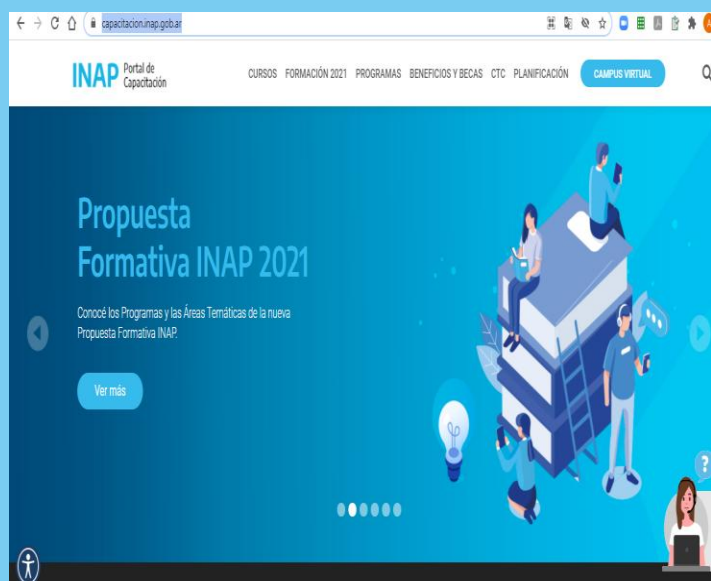 capacitacion.inap.gob.ar
INAP Portal de Capacitación
CURSOS FORMACIÓN 2021 PROGRAMAS BENEFICIOS Y BECAS CTC PLANIFICACIÓN CAMPUS VIRTUAL
Propuesta
Formativa INAP 2021
Conocé los Programas y las Áreas Temáticas de la nueva
Propuesta Formativa INAP.
Ver más
?